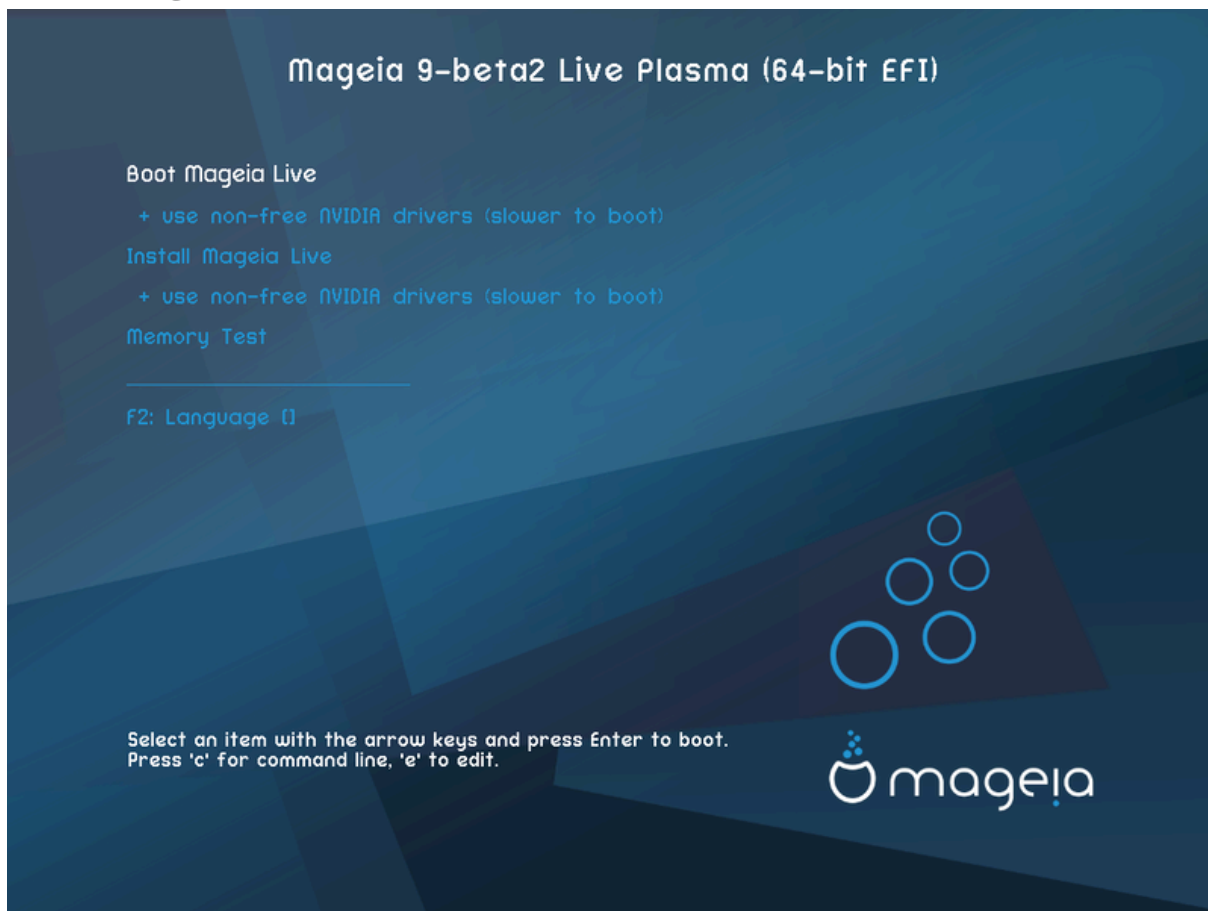 Mageia 9-beta2 Live Plasma (64-bit EFI)
Boot Mageia Live
+ use non-free NVIDIA drivers (slower to boot)
Install Mageia Live
+ use non-free NVIDIA drivers (slower to boot)
Memory Test
F2: Language []
Select an item with the arrow keys and press Enter to boot.
Press 'c' for command line, 'e' to edit.
mageia